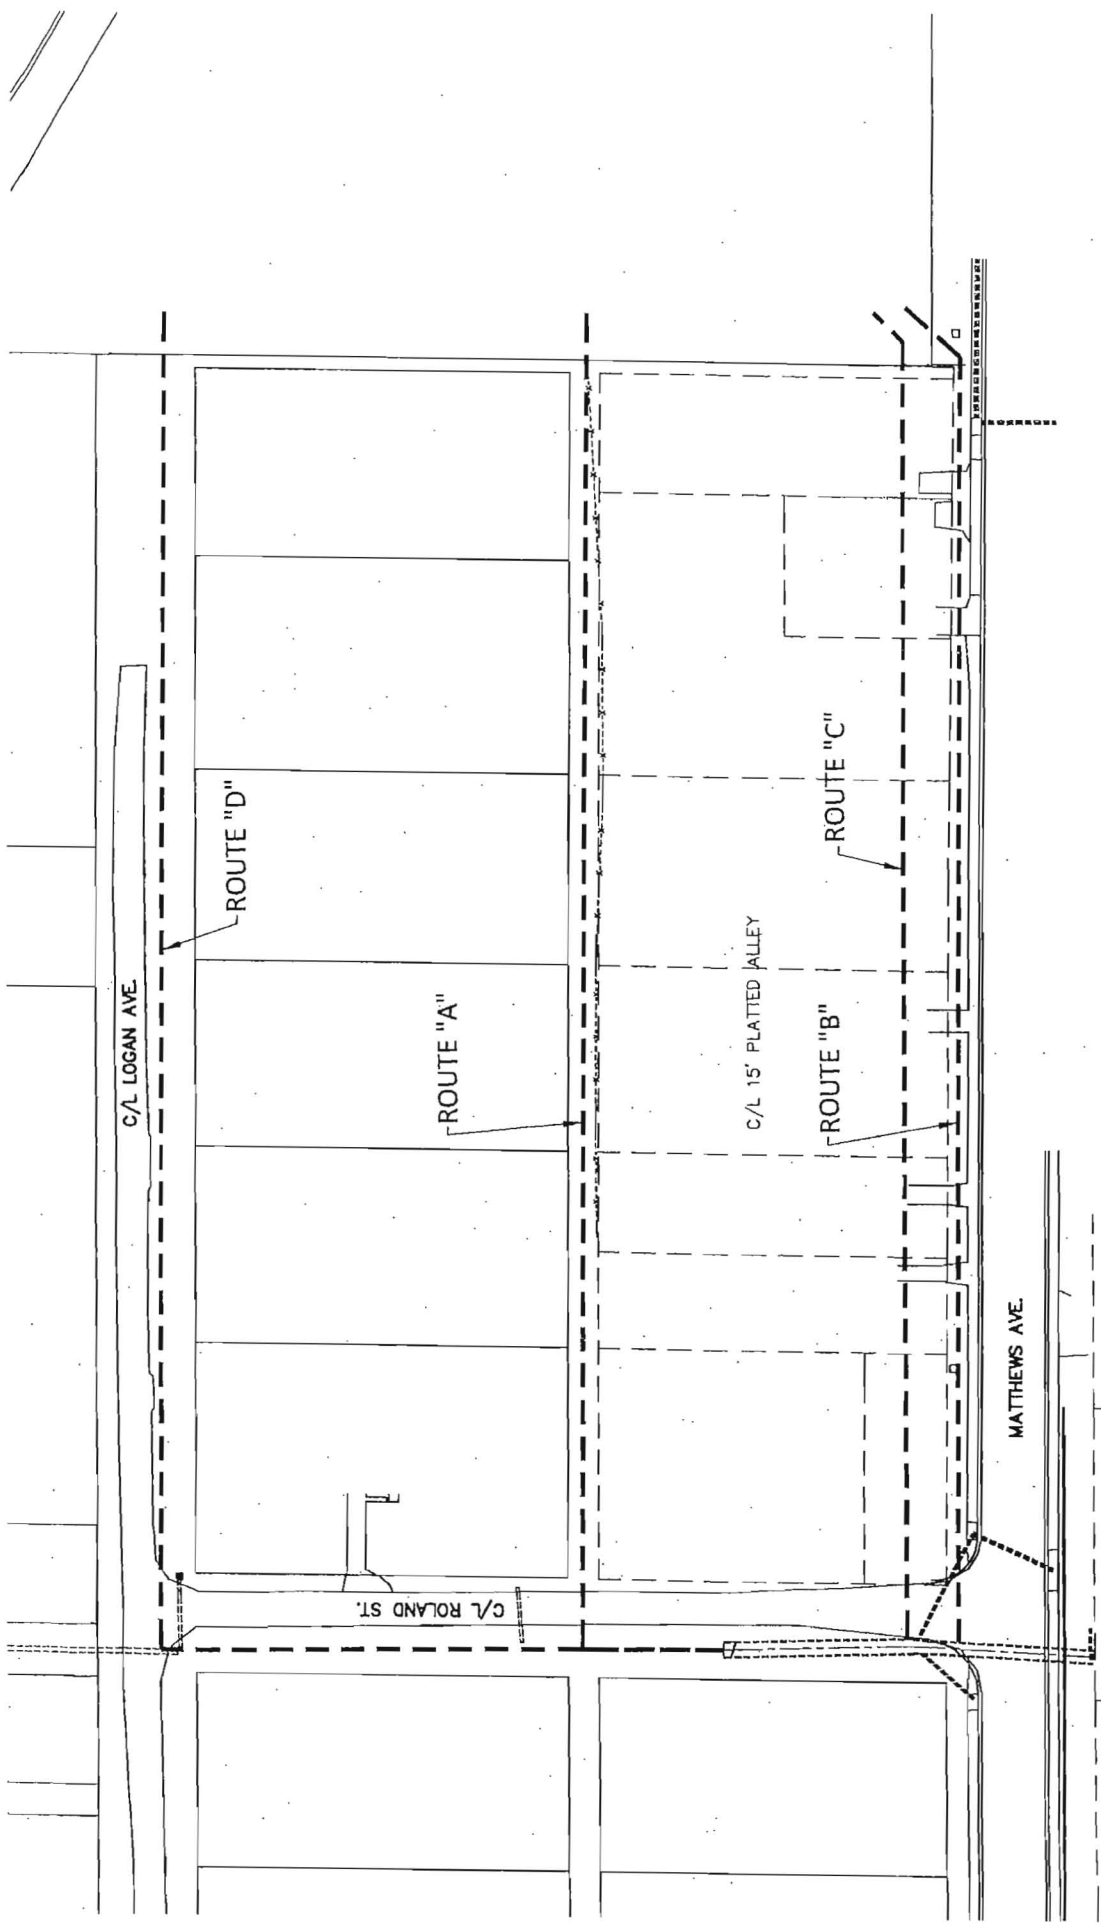 C/L LOGAN AVE.
ROUTE "D"
ROUTE "A"
C/L 15' PLATTED ALLEY
ROUTE "C"
ROUTE "B"
C/L ROLAND ST.
MATTHEWS AVE.